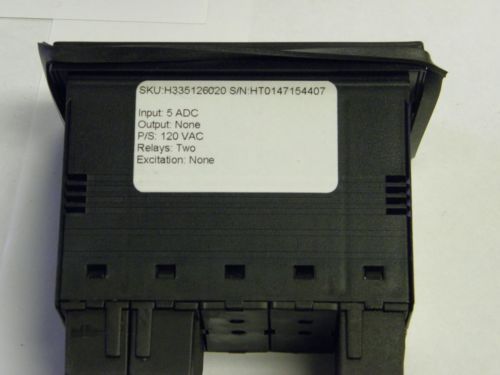 SKU:H335126020 S/N:HT0147154407
Input: 5 ADC
Output: None
P/S: 120 VAC
Relays: Two
Excitation: None